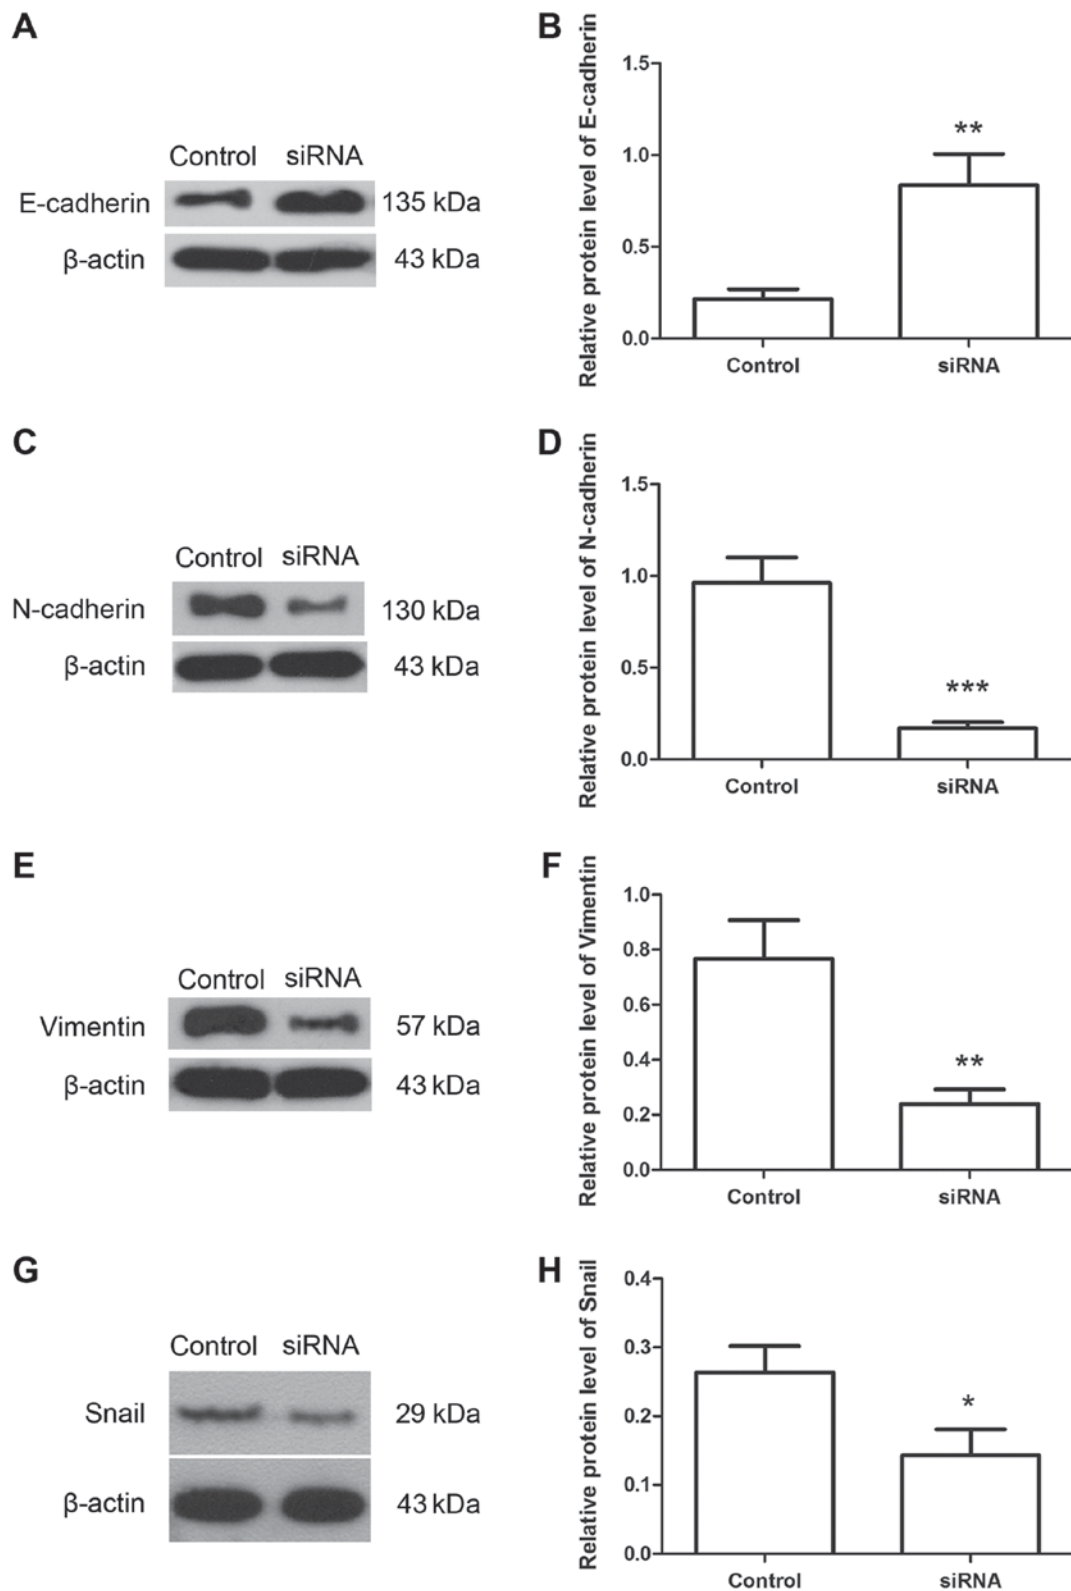 A
Control siRNA
E-cadherin 135 kDa
β-actin 43 kDa
B
Relative protein level of E-cadherin
1.5
1.0
0.5
0.0
**
Control siRNA
C
Control siRNA
N-cadherin 130 kDa
β-actin 43 kDa
D
Relative protein level of N-cadherin
1.5
1.0
0.5
0.0
***
Control siRNA
E
Control siRNA
Vimentin 57 kDa
β-actin 43 kDa
F
Relative protein level of Vimentin
1.0
0.8
0.6
0.4
0.2
0.0
**
Control siRNA
G
Control siRNA
Snail 29 kDa
β-actin 43 kDa
H
Relative protein level of Snail
0.4
0.3
0.2
0.1
0.0
*
Control siRNA